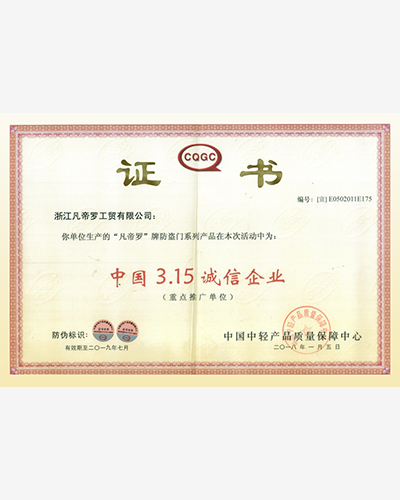 CQGC
证 书
编号：[宣] E0502011E175
浙江凡帝罗工贸有限公司：
你单位生产的“凡帝罗”牌防盗门系列产品在本次活动中为：
中国 3.15 诚信企业
（重点推广单位）
防伪标识：
有效期至二〇一九年七月
中国中轻产品质量保障中心
二〇一八年一月五日